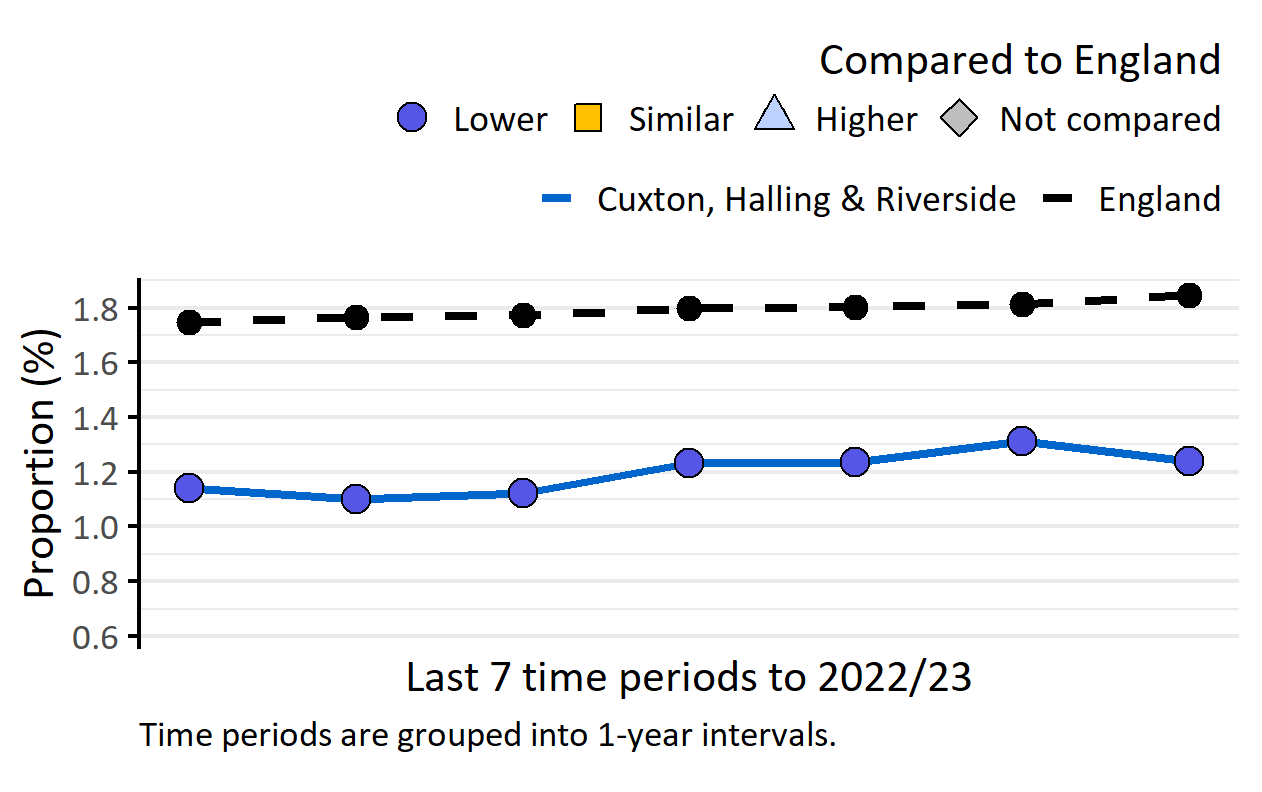 Compared to England
Lower Similar Higher Not compared
Cuxton, Halling & Riverside England
Proportion (%)
1.8
1.6
1.4
1.2
1.0
0.8
0.6
Last 7 time periods to 2022/23
Time periods are grouped into 1-year intervals.